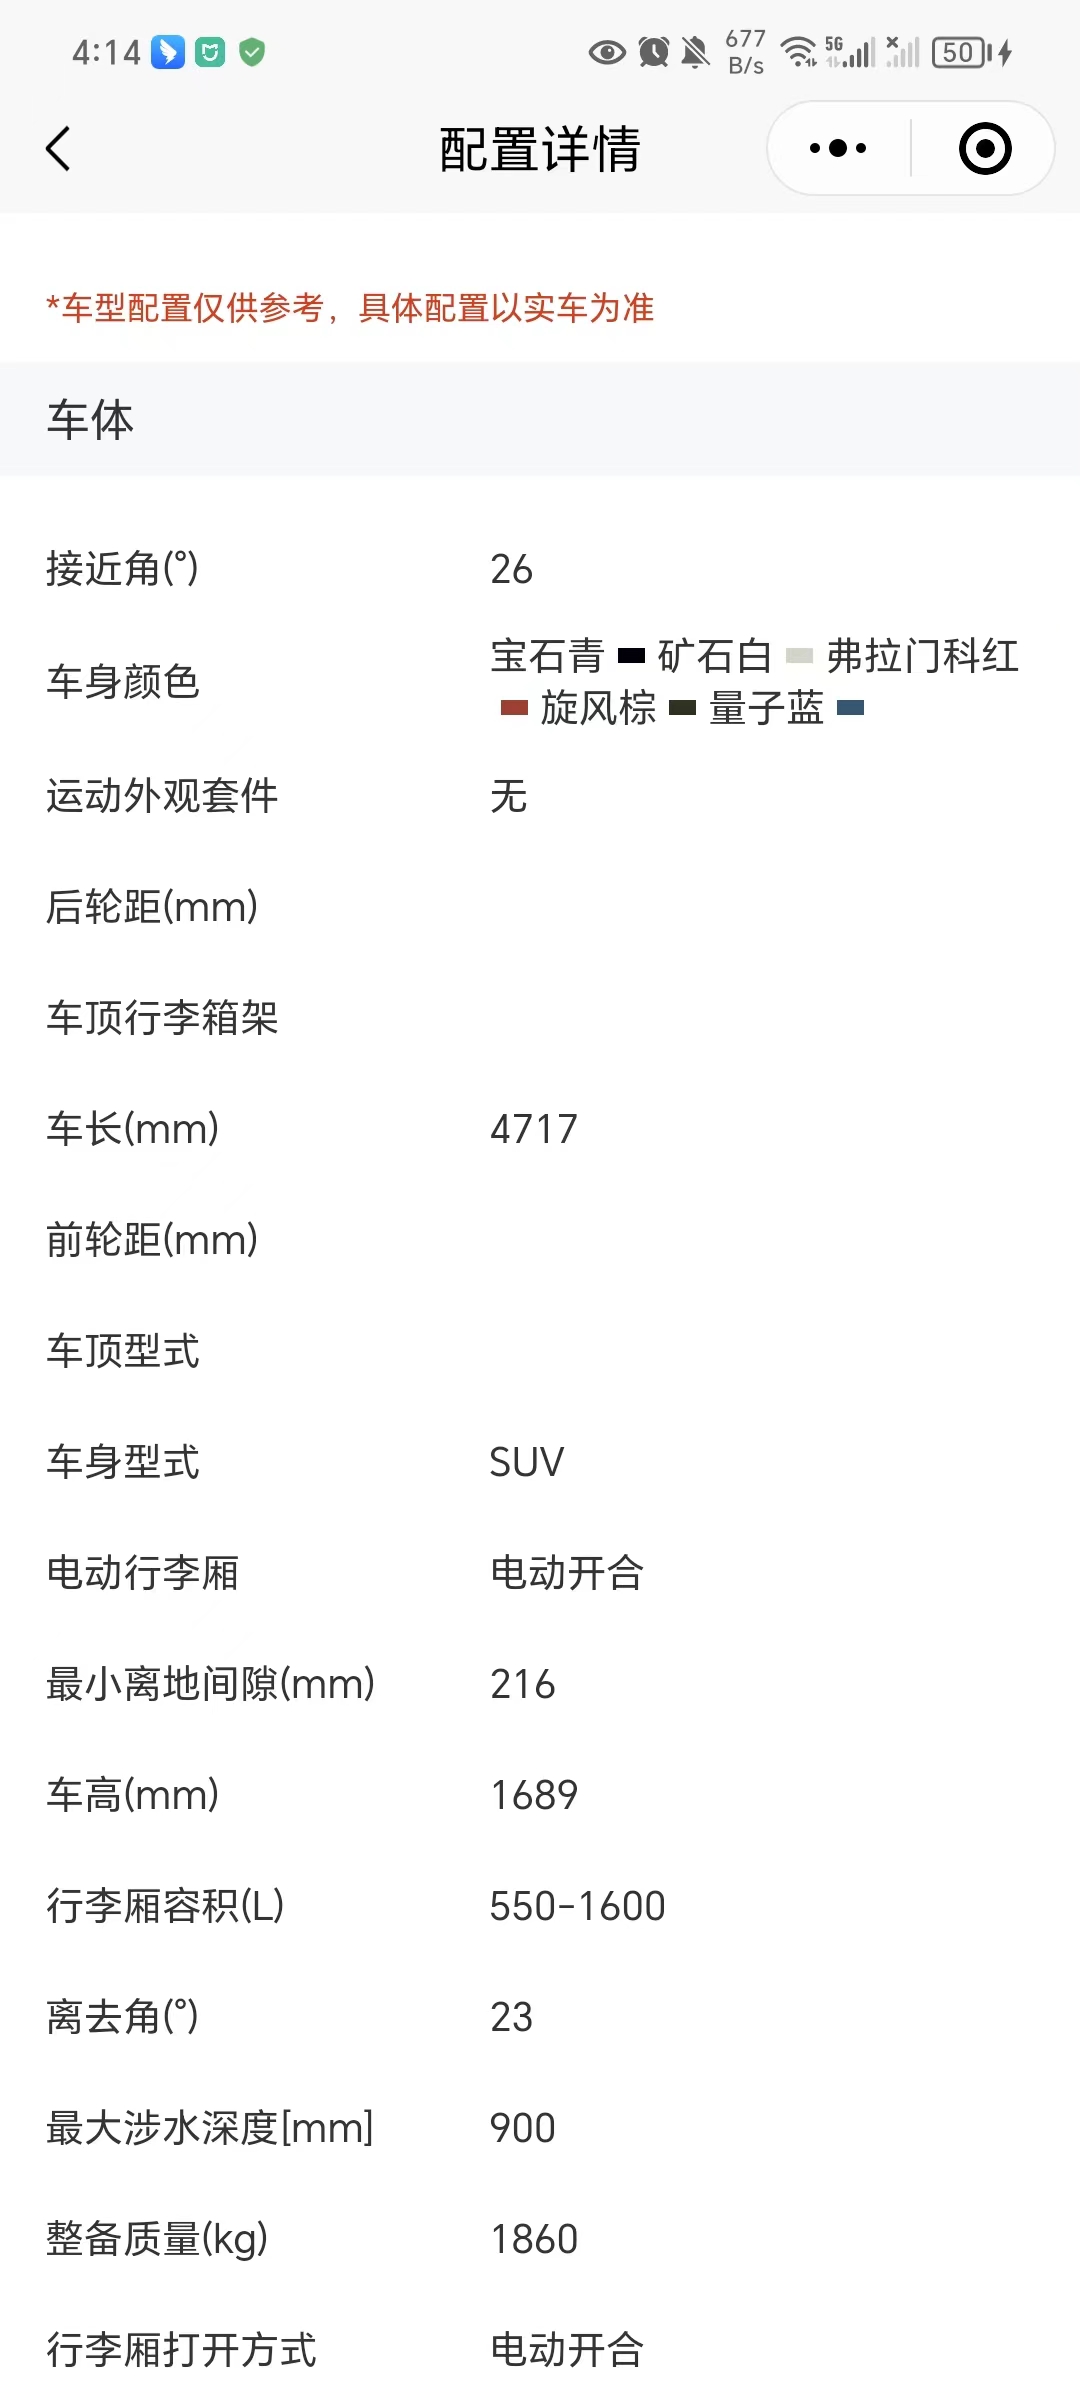 4:14
677
B/s
5G
50
配置详情
*车型配置仅供参考，具体配置以实车为准
车体
接近角(°) 26
车身颜色 宝石青 矿石白 弗拉门科红
旋风棕 量子蓝
运动外观套件 无
后轮距(mm)
车顶行李箱架
车长(mm) 4717
前轮距(mm)
车顶型式
车身型式 SUV
电动行李厢 电动开合
最小离地间隙(mm) 216
车高(mm) 1689
行李厢容积(L) 550-1600
离去角(°) 23
最大涉水深度[mm] 900
整备质量(kg) 1860
行李厢打开方式 电动开合